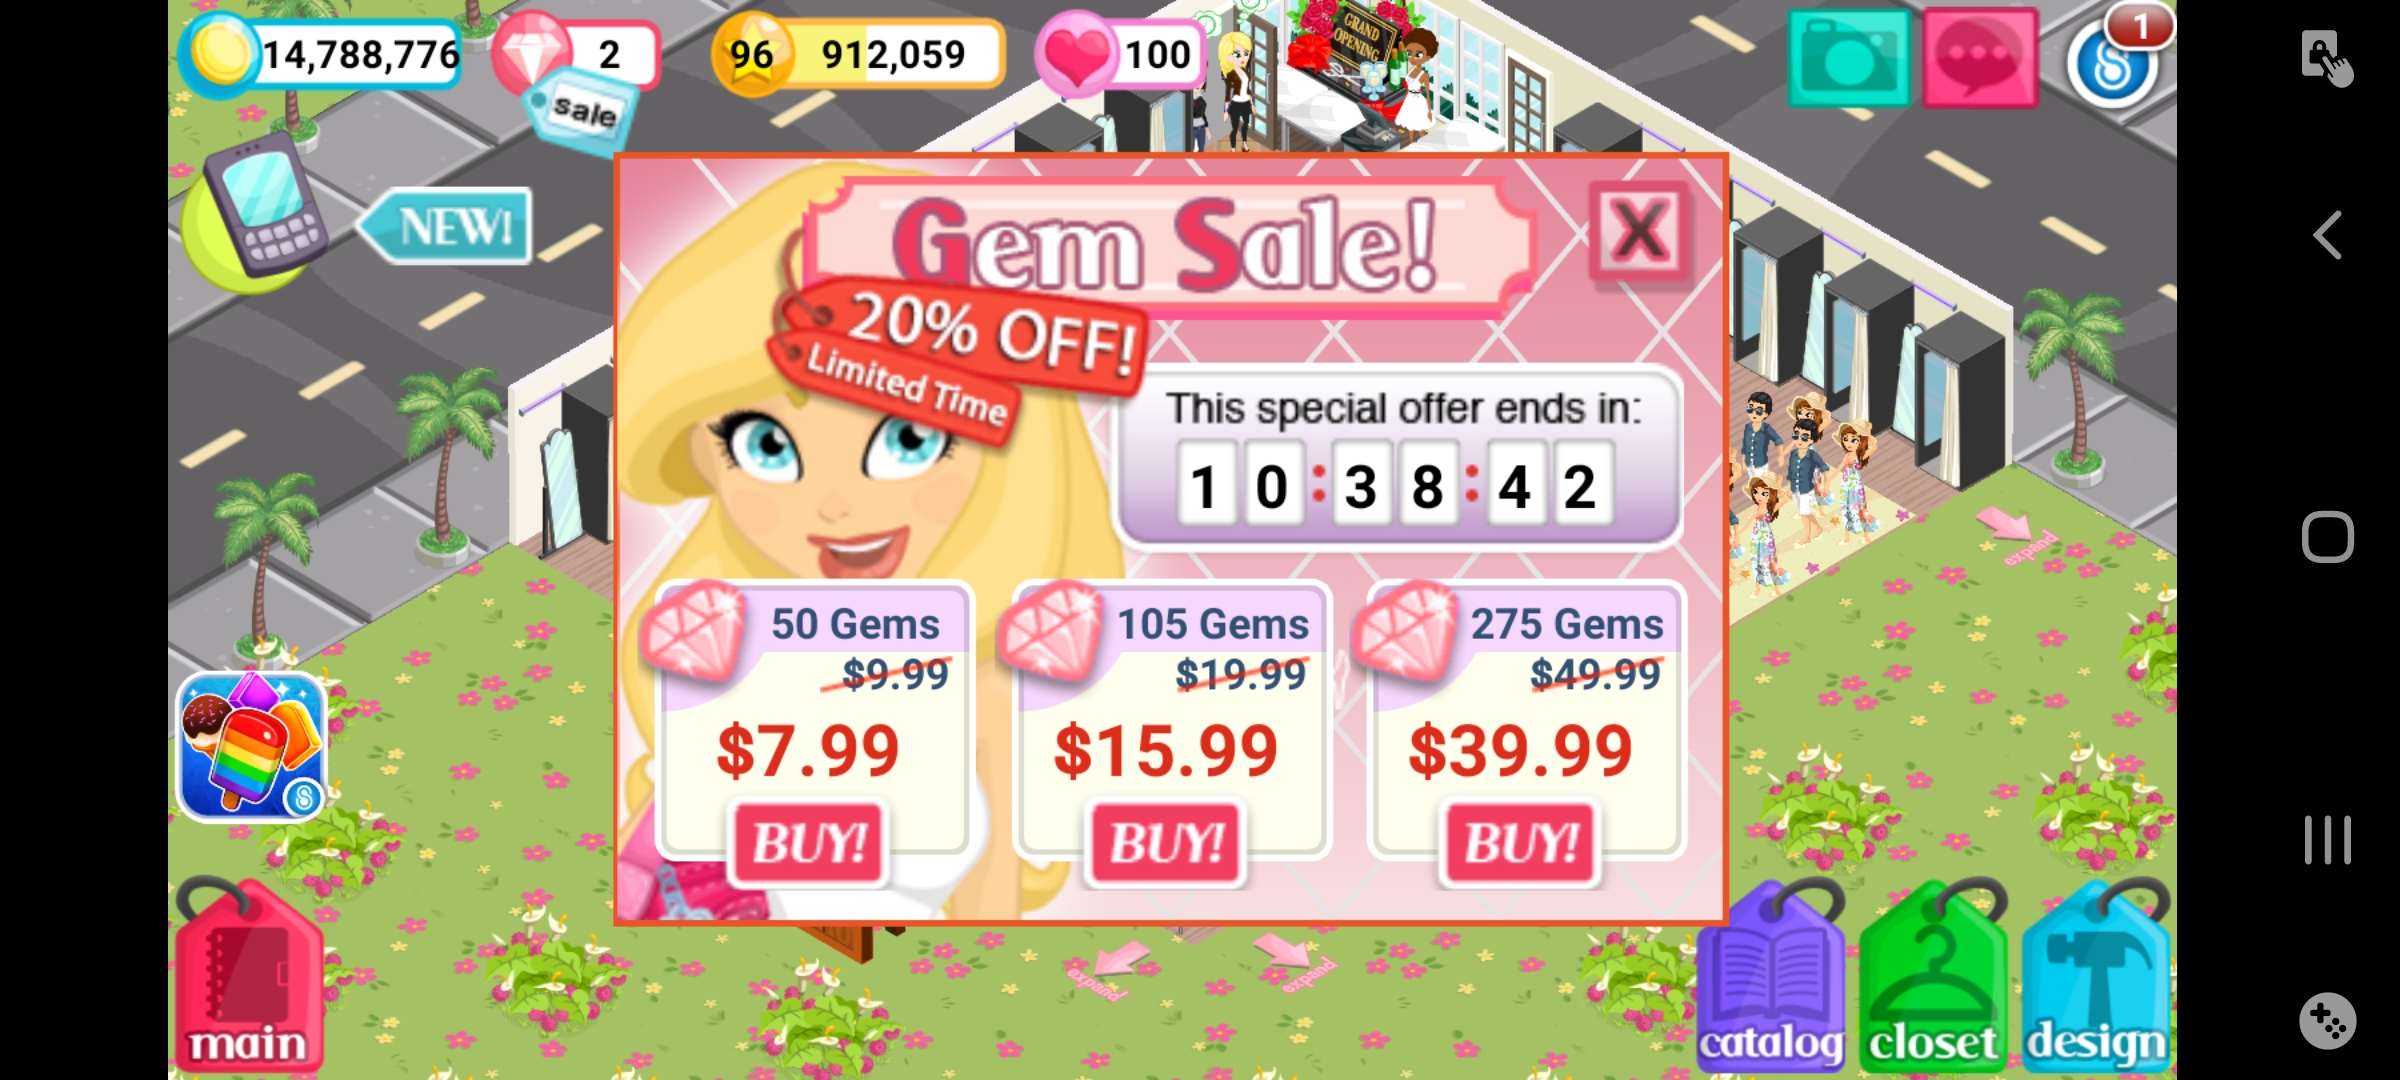 14,788,776
2
96 912,059
100
1
GRAND
OPENING
sale
NEW!
Gem Sale!
X
20% OFF!
Limited Time
This special offer ends in:
10:38:42
50 Gems
$9.99
$7.99
BUY!
105 Gems
$19.99
$15.99
BUY!
275 Gems
$49.99
$39.99
BUY!
expand
expand
expand
main
catalog
closet
design